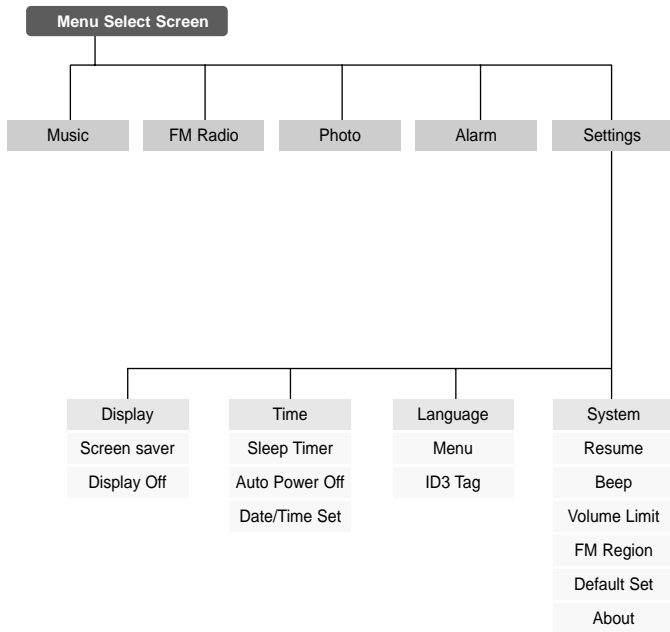 Menu Select Screen
Music
FM Radio
Photo
Alarm
Settings
Display
Screen saver
Display Off
Time
Sleep Timer
Auto Power Off
Date/Time Set
Language
Menu
ID3 Tag
System
Resume
Beep
Volume Limit
FM Region
Default Set
About